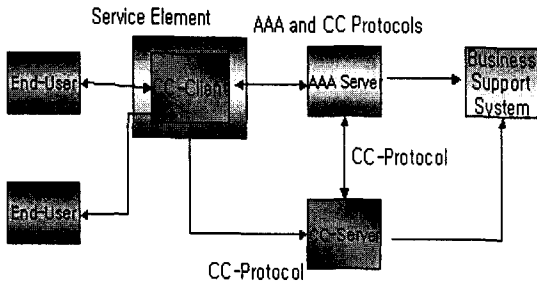 Service Element
AAA and CC Protocols
End-User
CC-Client
AAA Server
Business
Support
System
CC-Protocol
End-User
CC-Server
CC-Protocol